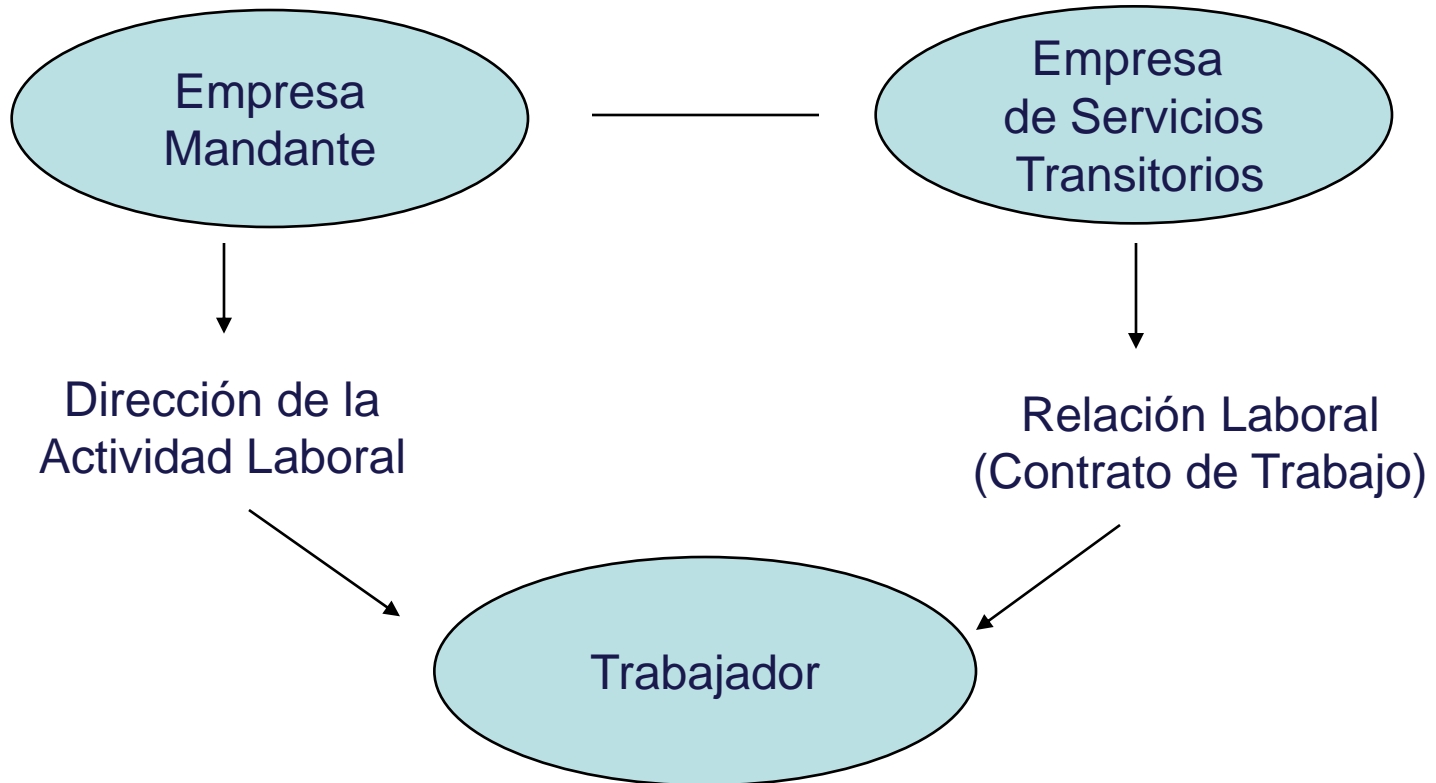 Empresa
Mandante
Empresa
de Servicios
Transitorios
Dirección de la
Actividad Laboral
Relación Laboral
(Contrato de Trabajo)
Trabajador